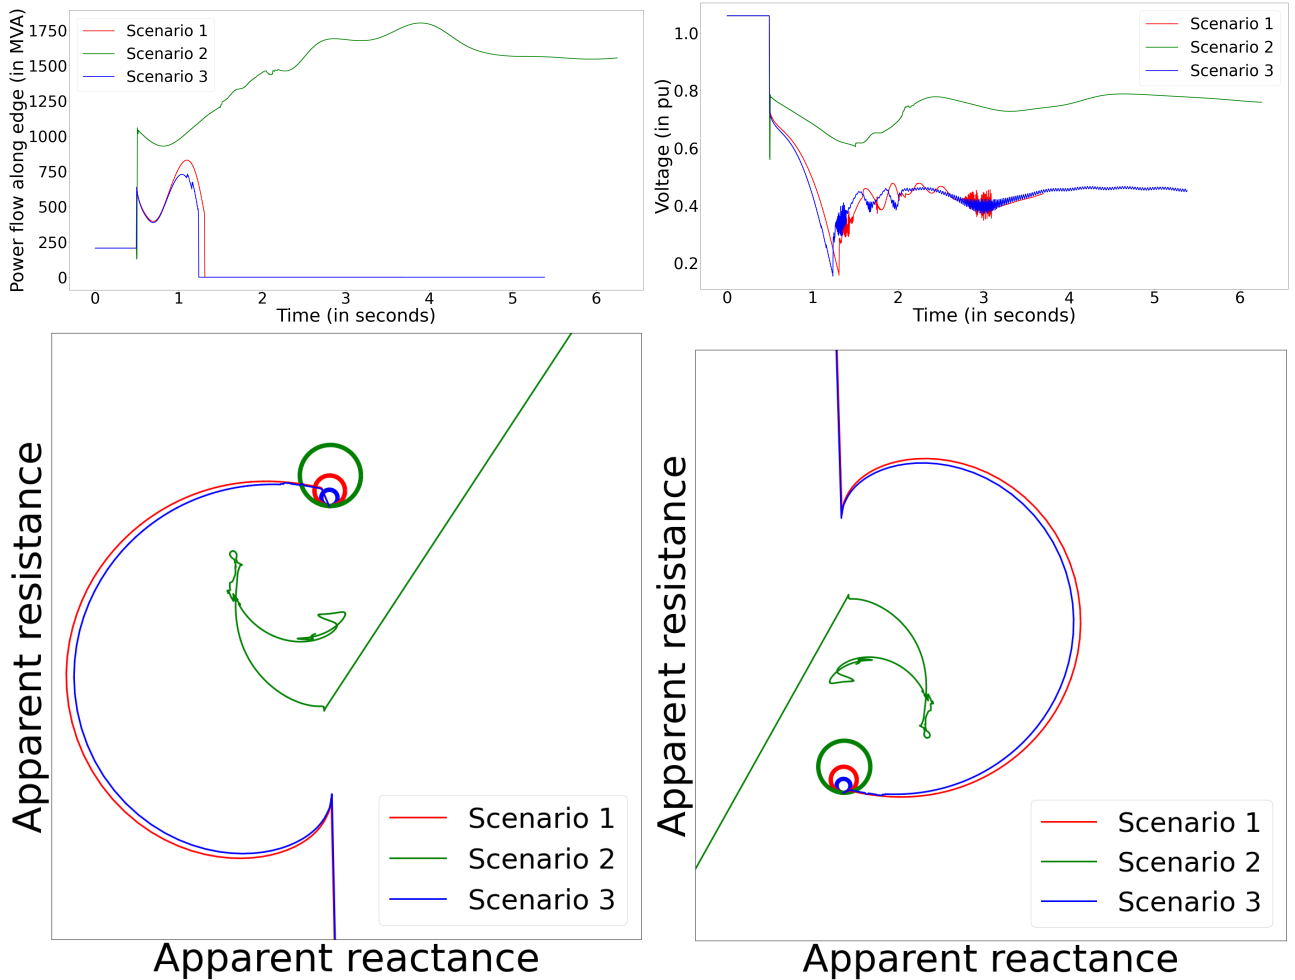 Power flow along edge (in MVA)
1750
1500
1250
1000
750
500
250
0
Scenario 1
Scenario 2
Scenario 3
0 1 2 3 4 5 6
Time (in seconds)
Voltage (in pu)
1.0
0.8
0.6
0.4
0.2
Scenario 1
Scenario 2
Scenario 3
0 1 2 3 4 5 6
Time (in seconds)
Apparent resistance
Scenario 1
Scenario 2
Scenario 3
Apparent reactance
Apparent resistance
Scenario 1
Scenario 2
Scenario 3
Apparent reactance